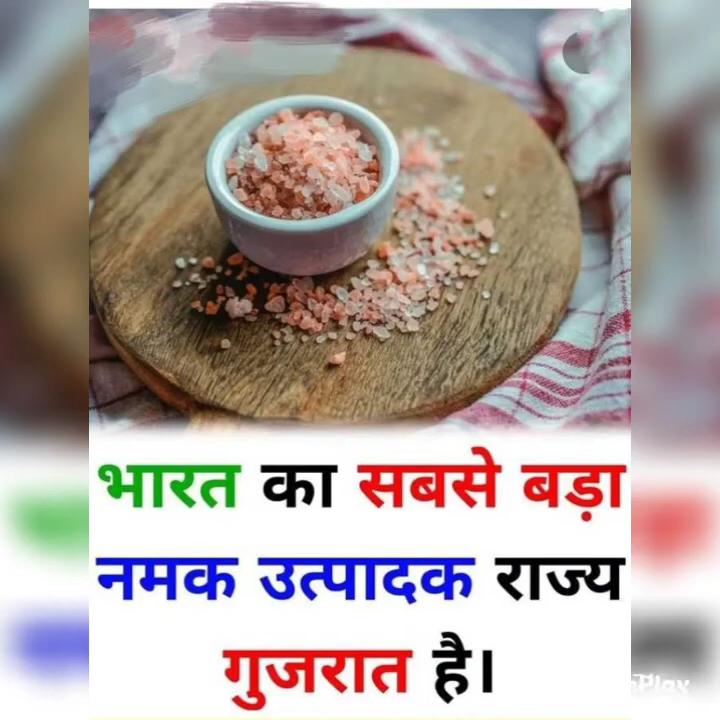 भारत का सबसे बड़ा
नमक उत्पादक राज्य
गुजरात है।